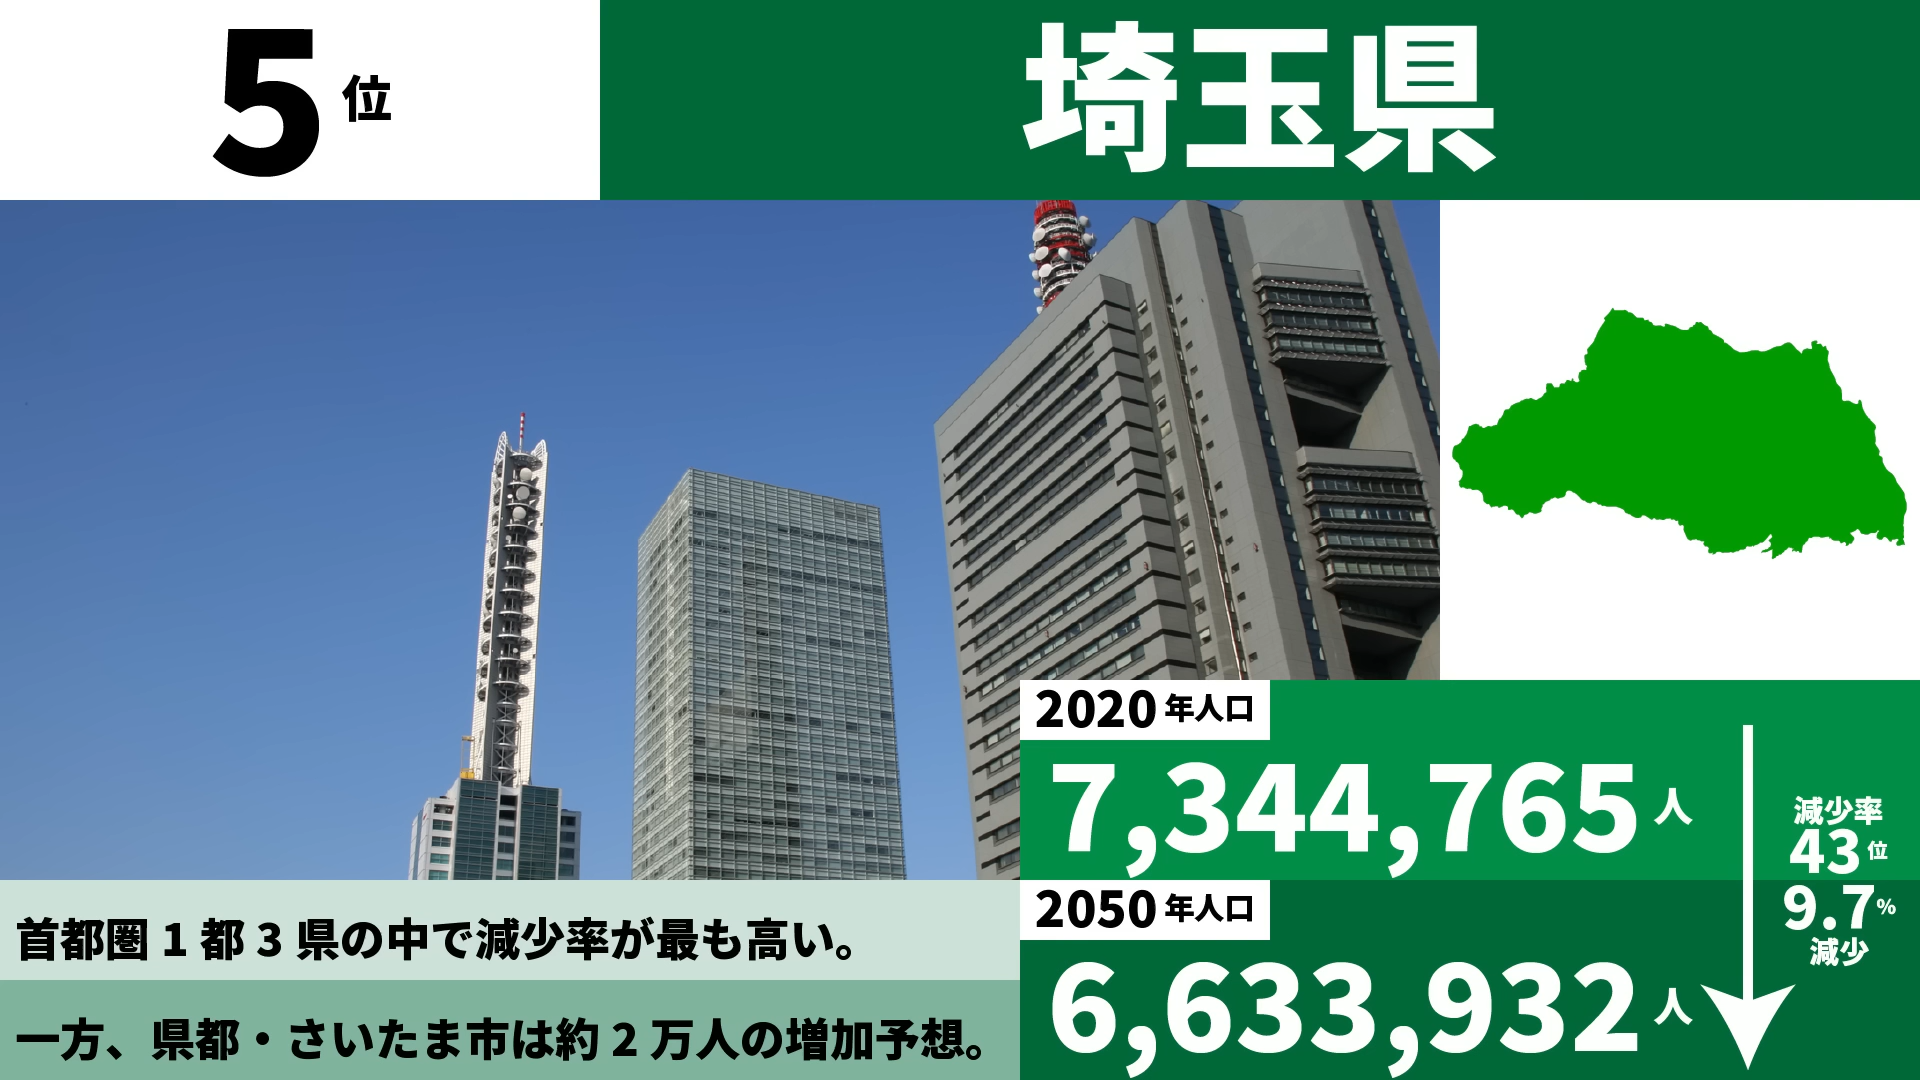 5位
埼玉県
2020年人口
7,344,765人
2050年人口
6,633,932人
減少率
43位
9.7%
減少
首都圏1都3県の中で減少率が最も高い。
一方、県都・さいたま市は約2万人の増加予想。